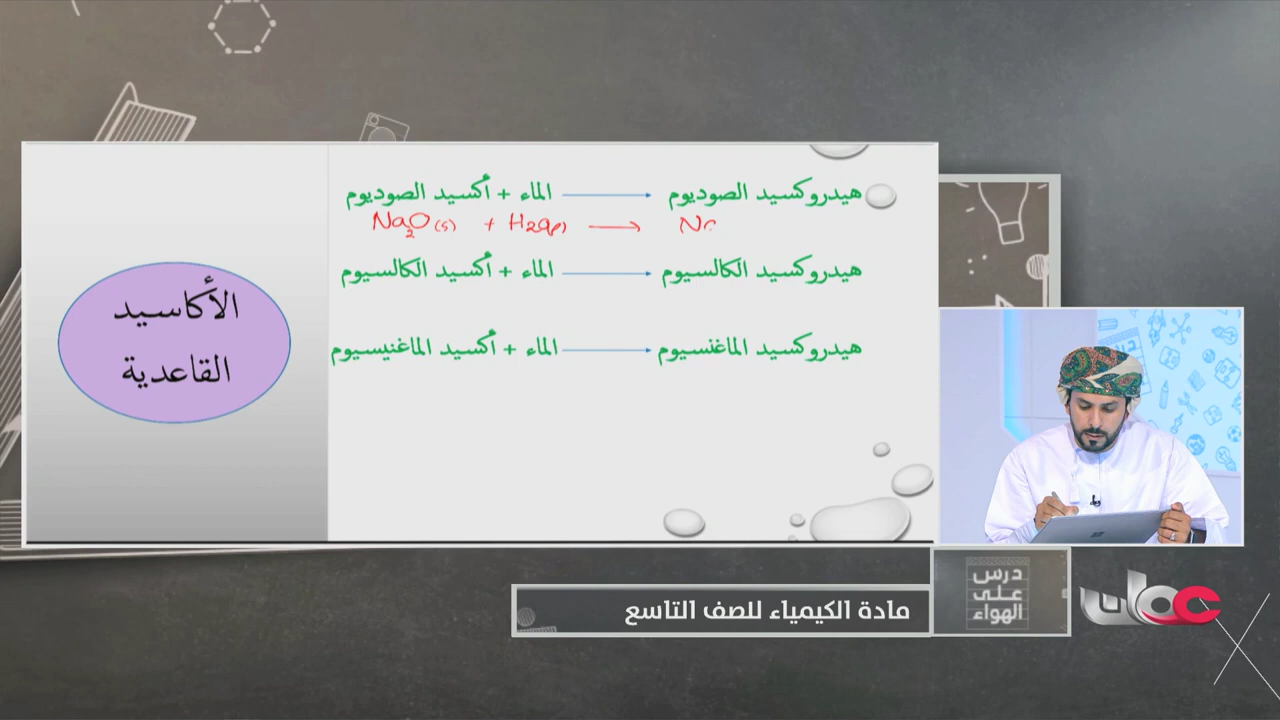 الماء + أكسيد الصوديوم ⟶ هيدروكسيد الصوديوم
Na₂O(s) + H₂O(l) ⟶ Na
الماء + أكسيد الكالسيوم ⟶ هيدروكسيد الكالسيوم
الماء + أكسيد الماغنيسيوم ⟶ هيدروكسيد الماغنسيوم
الأكاسيد
القاعدية
درس
على
الهواء
مادة الكيمياء للصف التاسع
عمان